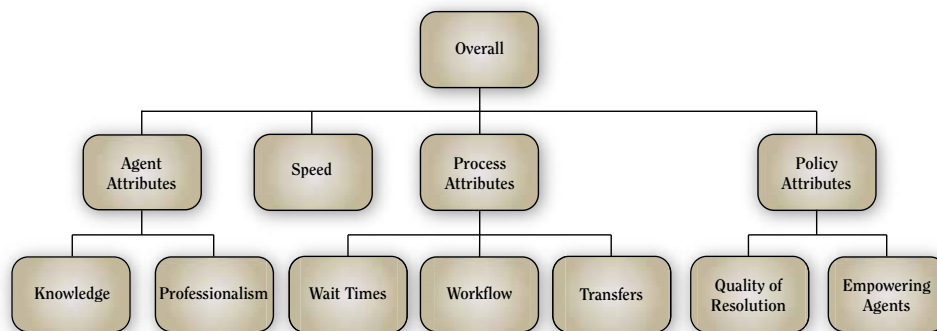 Overall
Agent
Attributes
Speed
Process
Attributes
Policy
Attributes
Knowledge
Professionalism
Wait Times
Workflow
Transfers
Quality of
Resolution
Empowering
Agents